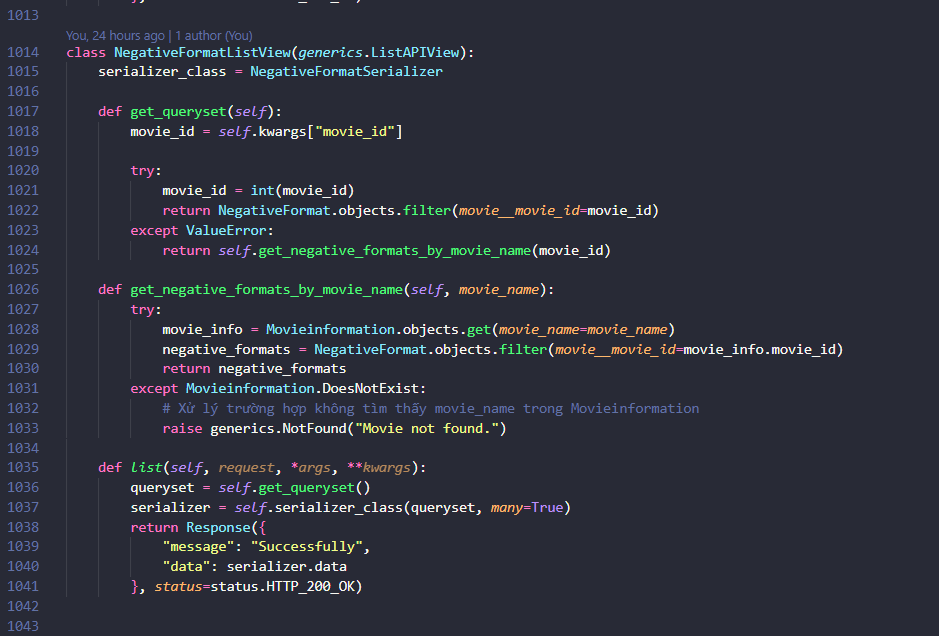 1013
You, 24 hours ago | 1 author (You)
1014 class NegativeFormatListView(generics.ListAPIView):
1015     serializer_class = NegativeFormatSerializer
1016
1017     def get_queryset(self):
1018         movie_id = self.kwargs["movie_id"]
1019
1020         try:
1021             movie_id = int(movie_id)
1022             return NegativeFormat.objects.filter(movie__movie_id=movie_id)
1023         except ValueError:
1024             return self.get_negative_formats_by_movie_name(movie_id)
1025
1026     def get_negative_formats_by_movie_name(self, movie_name):
1027         try:
1028             movie_info = Movieinformation.objects.get(movie_name=movie_name)
1029             negative_formats = NegativeFormat.objects.filter(movie__movie_id=movie_info.movie_id)
1030             return negative_formats
1031         except Movieinformation.DoesNotExist:
1032             # Xử lý trường hợp không tìm thấy movie_name trong Movieinformation
1033             raise generics.NotFound("Movie not found.")
1034
1035     def list(self, request, *args, **kwargs):
1036         queryset = self.get_queryset()
1037         serializer = self.serializer_class(queryset, many=True)
1038         return Response({
1039             "message": "Successfully",
1040             "data": serializer.data
1041         }, status=status.HTTP_200_OK)
1042
1043